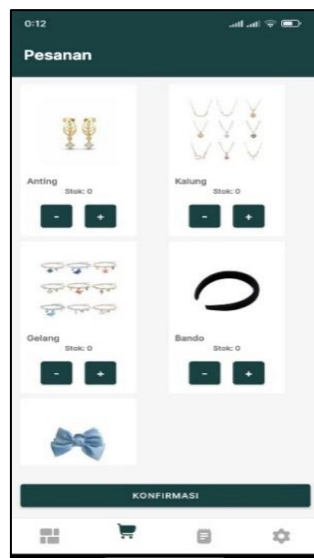 0:12
Pesanan
Anting
Stok: 0
- +
Kalung
Stok: 0
- +
Gelang
Stok: 0
- +
Bando
Stok: 0
- +
KONFIRMASI